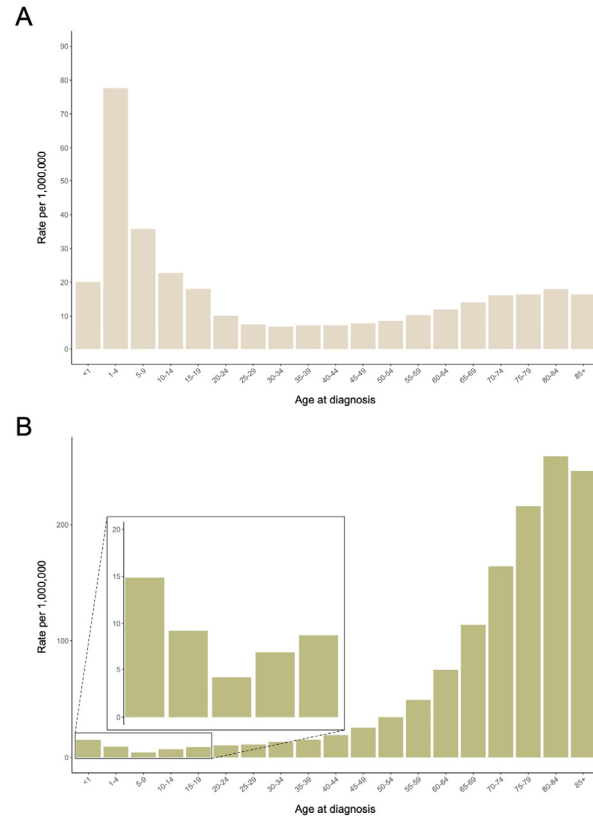 A
90
80
70
60
50
40
30
20
10
0
Rate per 1,000,000
<1 1-4 5-9 10-14 15-19 20-24 25-29 30-34 35-39 40-44 45-49 50-54 55-59 60-64 65-69 70-74 75-79 80-84 85+
Age at diagnosis
B
200
100
0
Rate per 1,000,000
20
15
10
5
0
<1 1-4 5-9 10-14 15-19 20-24 25-29 30-34 35-39 40-44 45-49 50-54 55-59 60-64 65-69 70-74 75-79 80-84 85+
Age at diagnosis